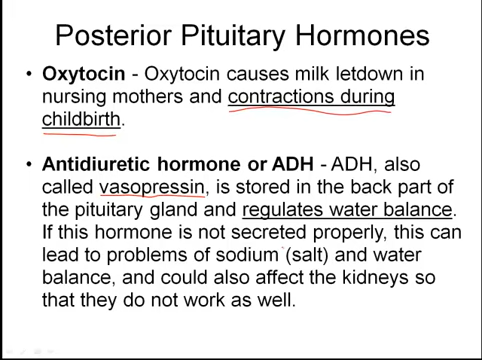 Posterior Pituitary Hormones
• Oxytocin - Oxytocin causes milk letdown in
nursing mothers and contractions during
childbirth.
• Antidiuretic hormone or ADH - ADH, also
called vasopressin, is stored in the back part of
the pituitary gland and regulates water balance.
If this hormone is not secreted properly, this can
lead to problems of sodium (salt) and water
balance, and could also affect the kidneys so
that they do not work as well.